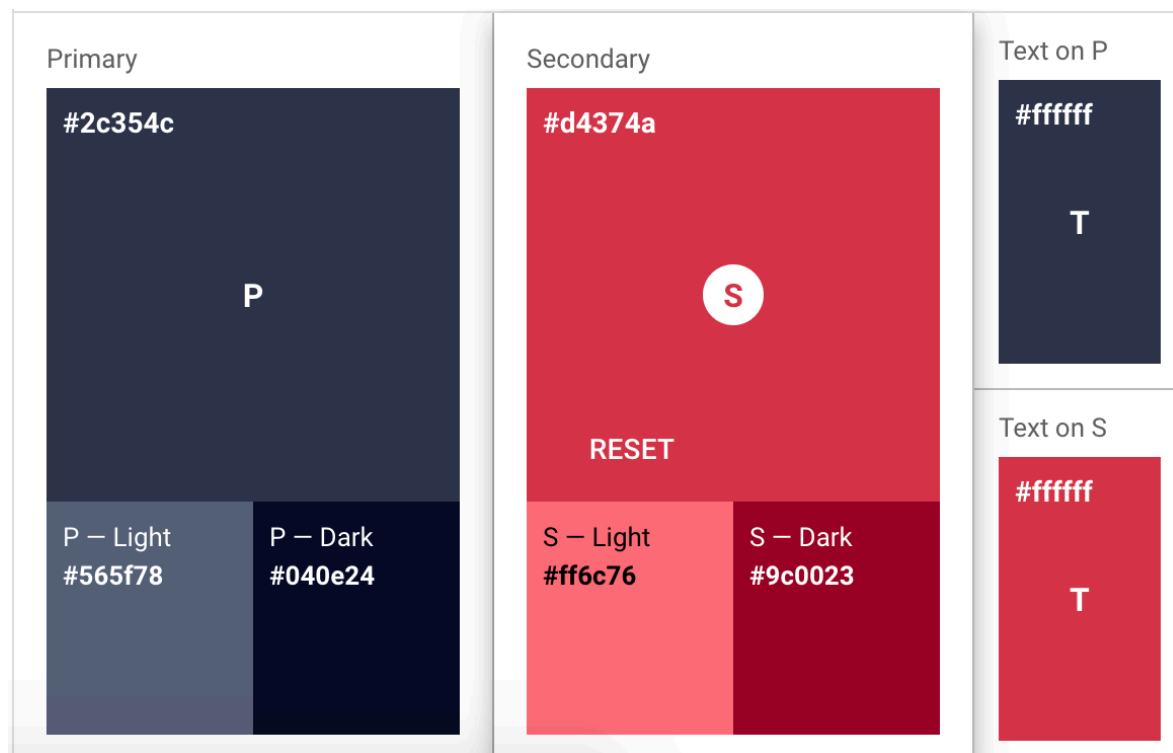 Primary
#2c354c
P
P — Light
#565f78
P — Dark
#040e24
Secondary
#d4374a
S
RESET
S — Light
#ff6c76
S — Dark
#9c0023
Text on P
#ffffff
T
Text on S
#ffffff
T